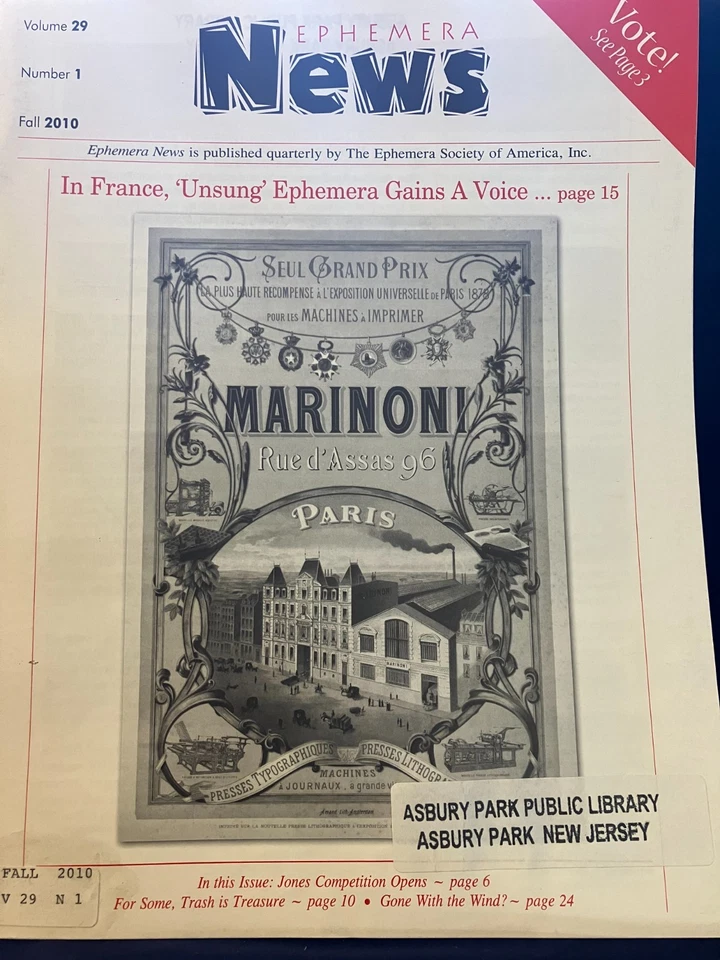 Volume 29
Number 1
Fall 2010
EPHEMERA
News
Vote!
See Page 3
Ephemera News is published quarterly by The Ephemera Society of America, Inc.
In France, ‘Unsung’ Ephemera Gains A Voice ... page 15
SEUL GRAND PRIX
LA PLUS HAUTE RECOMPENSE À L'EXPOSITION UNIVERSELLE DE PARIS 1878
POUR LES MACHINES À IMPRIMER
MARINONI
Rue d'Assas 96
PARIS
MARINONI
PRESSES TYPOGRAPHIQUES PRESSES LITHOGR
MACHINES
À JOURNAUX, à grande
ASBURY PARK PUBLIC LIBRARY
ASBURY PARK NEW JERSEY
FALL 2010
V 29 N 1
In this Issue: Jones Competition Opens ~ page 6
For Some, Trash is Treasure ~ page 10 • Gone With the Wind? ~ page 24